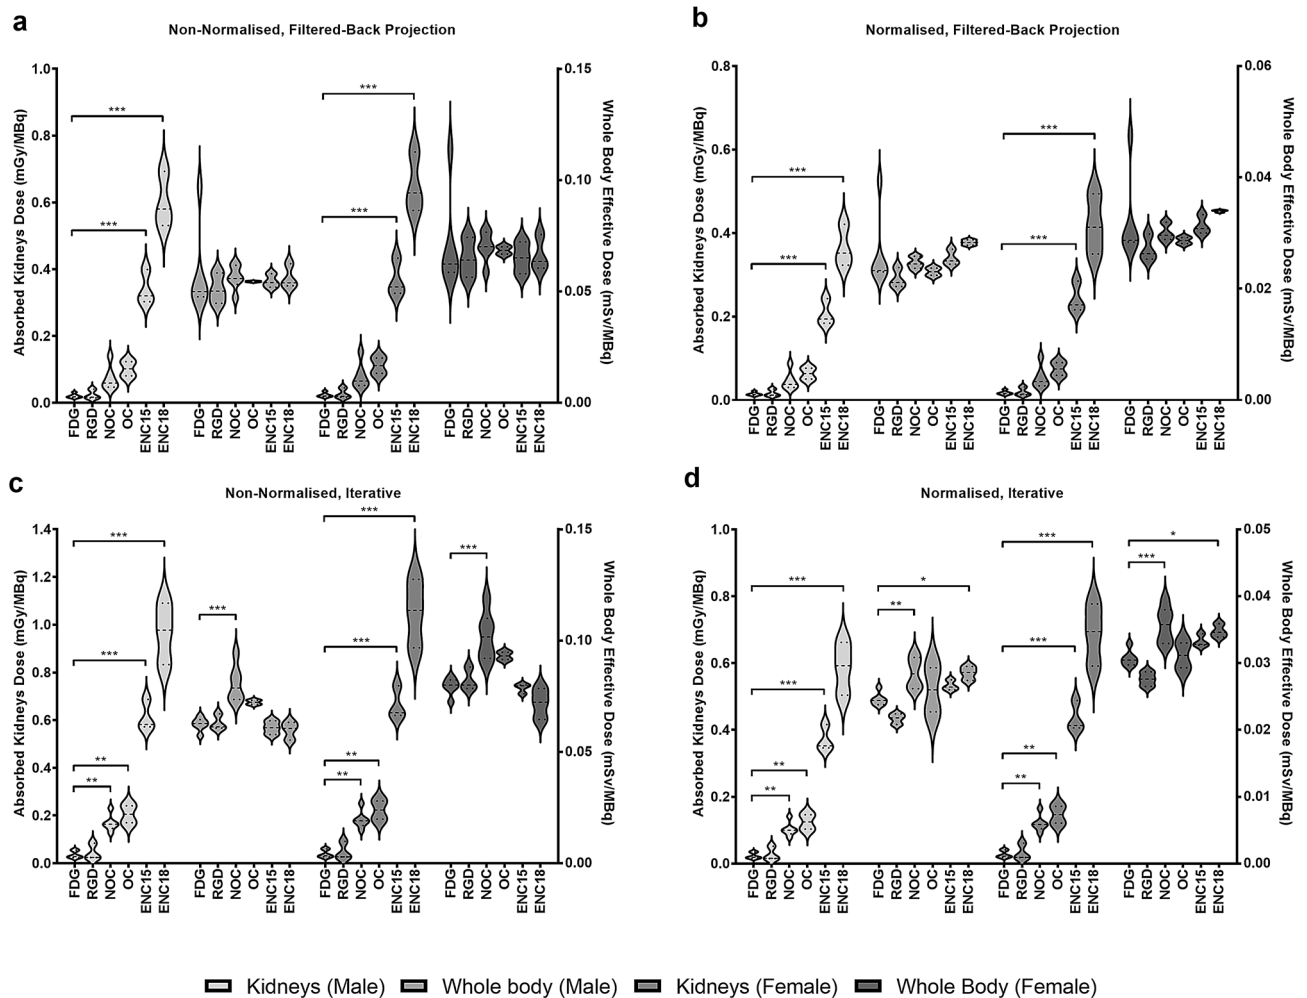 a
Non-Normalised, Filtered-Back Projection
Absorbed Kidneys Dose (mGy/MBq)
1.0
0.8
0.6
0.4
0.2
0.0
*** *** *** ***
0.15
0.10
0.05
0.00
Whole Body Effective Dose (mSv/MBq)
FDG RGD NOC OC ENC15 ENC18 FDG RGD NOC OC ENC15 ENC18 FDG RGD NOC OC ENC15 ENC18 FDG RGD NOC OC ENC15 ENC18
b
Normalised, Filtered-Back Projection
Absorbed Kidneys Dose (mGy/MBq)
0.8
0.6
0.4
0.2
0.0
*** *** *** ***
0.06
0.04
0.02
0.00
Whole Body Effective Dose (mSv/MBq)
FDG RGD NOC OC ENC15 ENC18 FDG RGD NOC OC ENC15 ENC18 FDG RGD NOC OC ENC15 ENC18 FDG RGD NOC OC ENC15 ENC18
c
Non-Normalised, Iterative
Absorbed Kidneys Dose (mGy/MBq)
1.4
1.2
1.0
0.8
0.6
0.4
0.2
0.0
*** *** ** ** *** *** *** ** ** ***
0.15
0.10
0.05
0.00
Whole Body Effective Dose (mSv/MBq)
FDG RGD NOC OC ENC15 ENC18 FDG RGD NOC OC ENC15 ENC18 FDG RGD NOC OC ENC15 ENC18 FDG RGD NOC OC ENC15 ENC18
d
Normalised, Iterative
Absorbed Kidneys Dose (mGy/MBq)
1.0
0.8
0.6
0.4
0.2
0.0
*** *** ** ** * ** *** *** ** ** * ***
0.05
0.04
0.03
0.02
0.01
0.00
Whole Body Effective Dose (mSv/MBq)
FDG RGD NOC OC ENC15 ENC18 FDG RGD NOC OC ENC15 ENC18 FDG RGD NOC OC ENC15 ENC18 FDG RGD NOC OC ENC15 ENC18
Kidneys (Male) Whole body (Male) Kidneys (Female) Whole Body (Female)